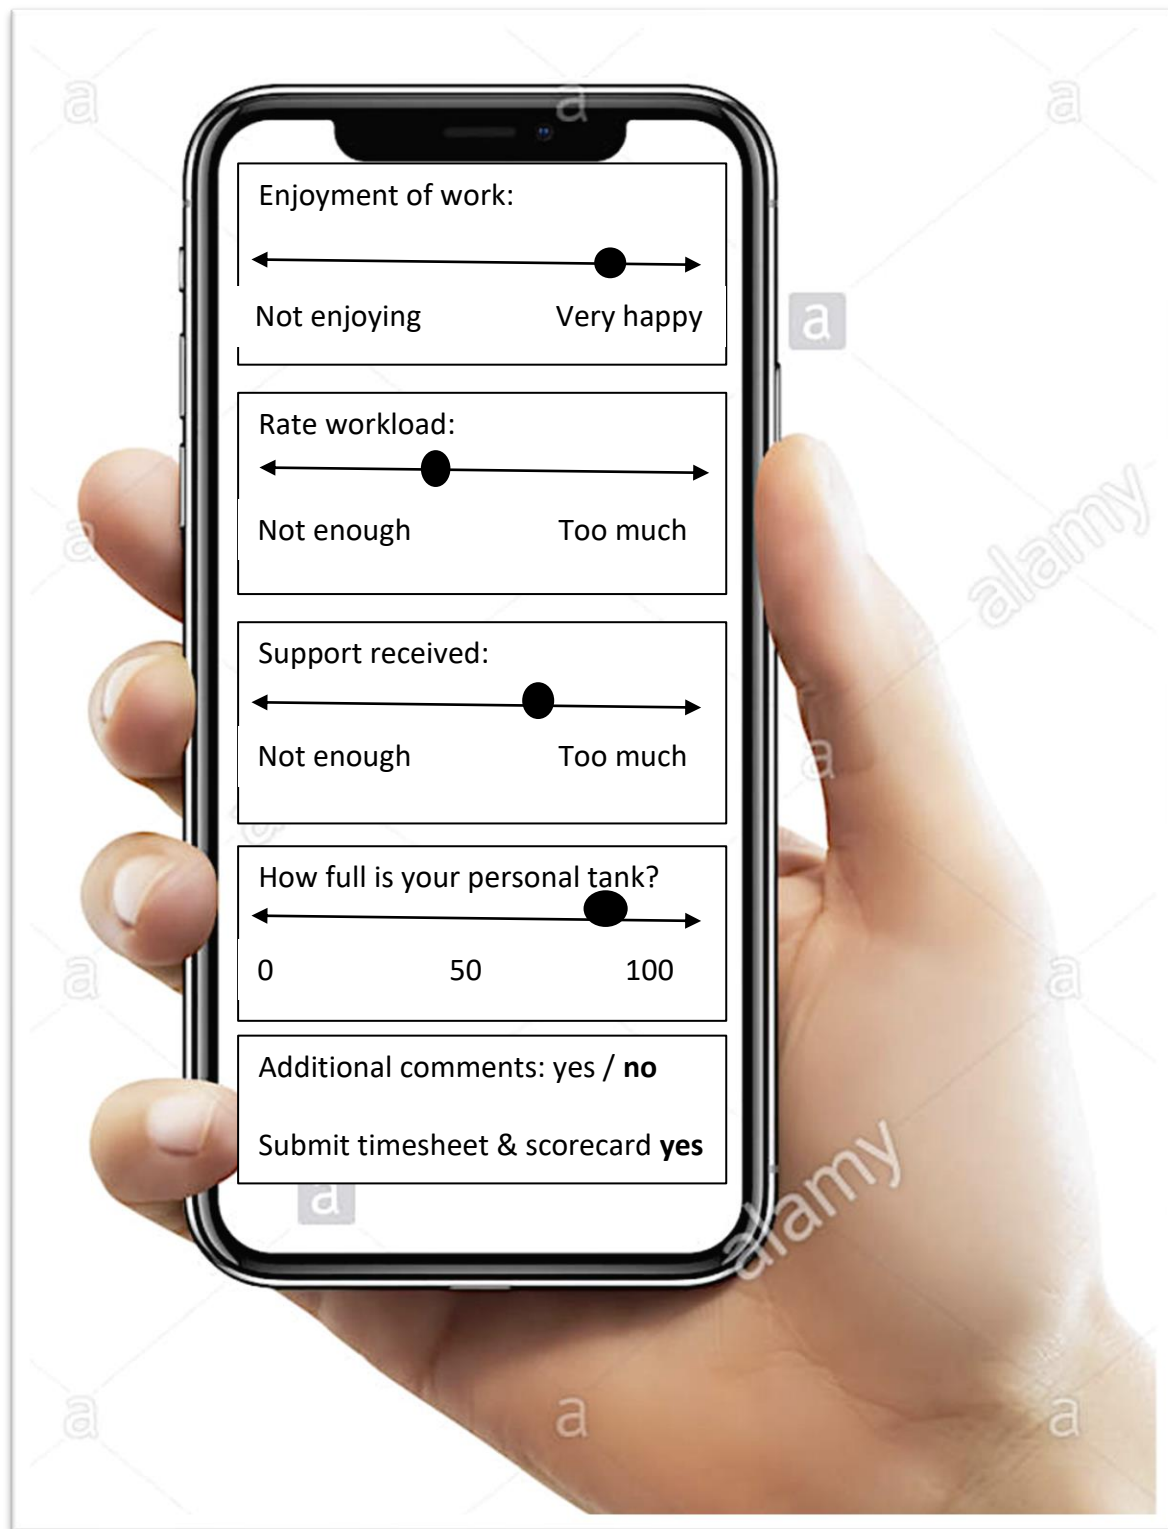 Enjoyment of work:
Not enjoying Very happy
Rate workload:
Not enough Too much
Support received:
Not enough Too much
How full is your personal tank?
0 50 100
Additional comments: yes / no
Submit timesheet & scorecard yes
a
a
a
a
a
alamy
a
a
a
a
a
alamy
a
a
a
a